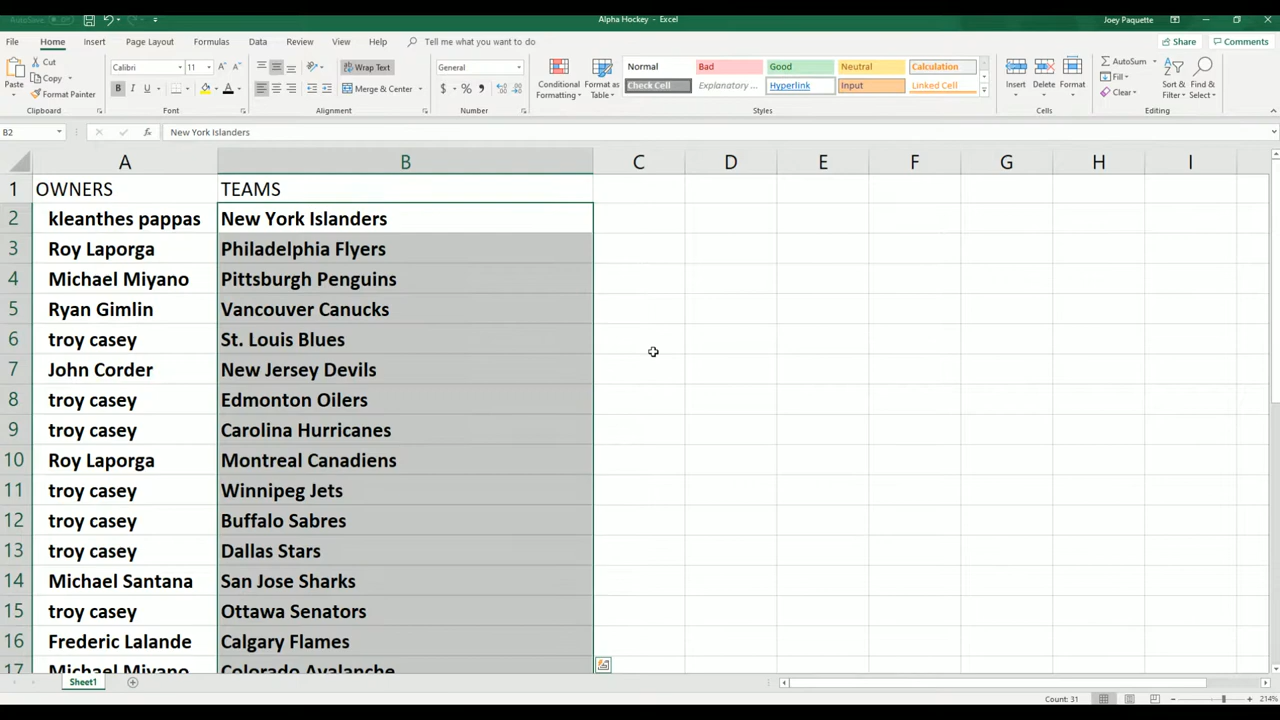 AutoSave
Alpha Hockey - Excel
Joey Paquette
File Home Insert Page Layout Formulas Data Review View Help Tell me what you want to do
Share Comments
Paste
Cut
Copy
Format Painter
Clipboard
Calibri 11
B I U A
Font
Wrap Text
Merge & Center
Alignment
General
$ % ,
Number
Conditional Formatting
Format as Table
Normal Bad Good Neutral Calculation
Check Cell Explanatory ... Hyperlink Input Linked Cell
Styles
Insert Delete Format
Cells
AutoSum
Fill
Clear
Sort & Filter
Find & Select
Editing
B2 fx New York Islanders
A B C D E F G H I
1 OWNERS TEAMS
2 kleanthes pappas New York Islanders
3 Roy Laporga Philadelphia Flyers
4 Michael Miyano Pittsburgh Penguins
5 Ryan Gimlin Vancouver Canucks
6 troy casey St. Louis Blues
7 John Corder New Jersey Devils
8 troy casey Edmonton Oilers
9 troy casey Carolina Hurricanes
10 Roy Laporga Montreal Canadiens
11 troy casey Winnipeg Jets
12 troy casey Buffalo Sabres
13 troy casey Dallas Stars
14 Michael Santana San Jose Sharks
15 troy casey Ottawa Senators
16 Frederic Lalande Calgary Flames
17 Michael Miyano Colorado Avalanche
Sheet1
Count: 31
214%